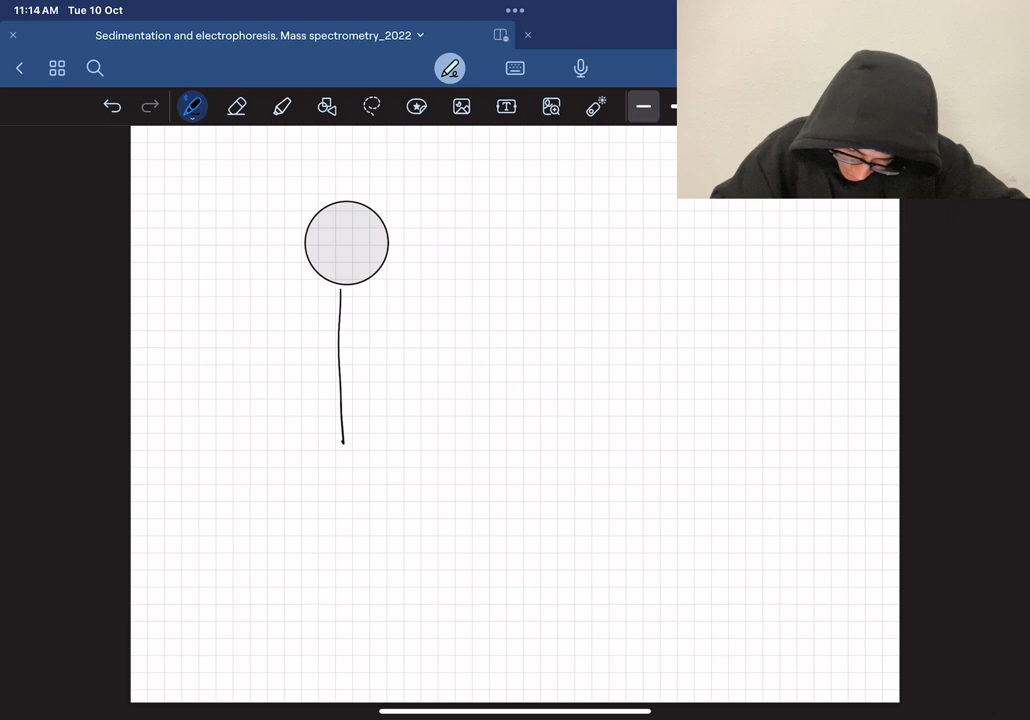 11:14 AM Tue 10 Oct
Sedimentation and electrophoresis. Mass spectrometry_2022